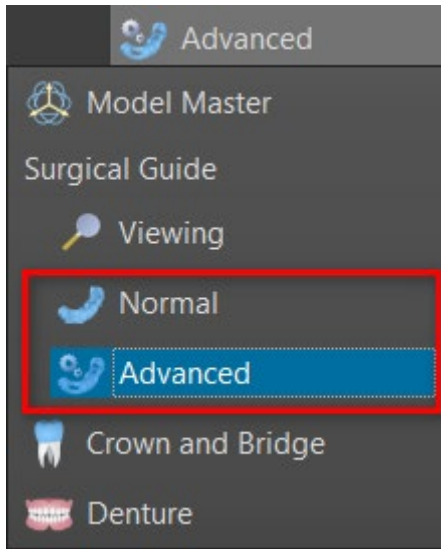 Advanced
Model Master
Surgical Guide
Viewing
Normal
Advanced
Crown and Bridge
Denture